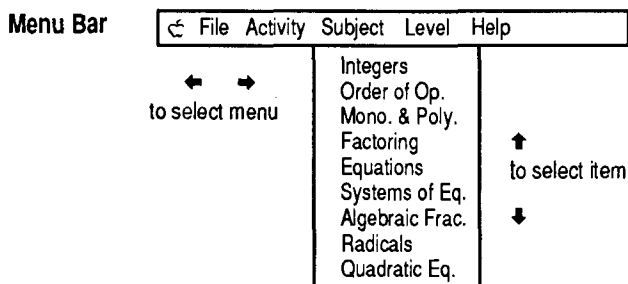 Menu Bar
File Activity Subject Level Help
Integers
Order of Op.
Mono. & Poly.
Factoring
Equations
Systems of Eq.
Algebraic Frac.
Radicals
Quadratic Eq.
← →
to select menu
↑
to select item
↓